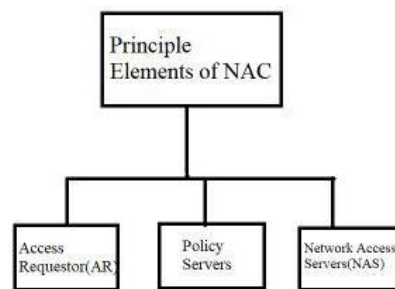 Principle
Elements of NAC
Access
Requestor(AR)
Policy
Servers
Network Access
Servers(NAS)